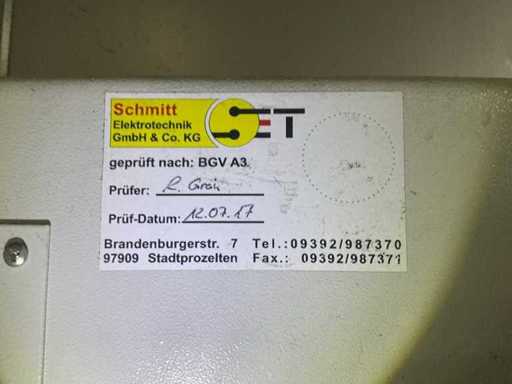 Schmitt
Elektrotechnik
GmbH & Co. KG
SET
geprüft nach: BGV A3
Prüfer:
Prüf-Datum: 12.07.17
Brandenburgerstr. 7 Tel.: 09392/987370
97909 Stadtprozelten Fax.: 09392/987371